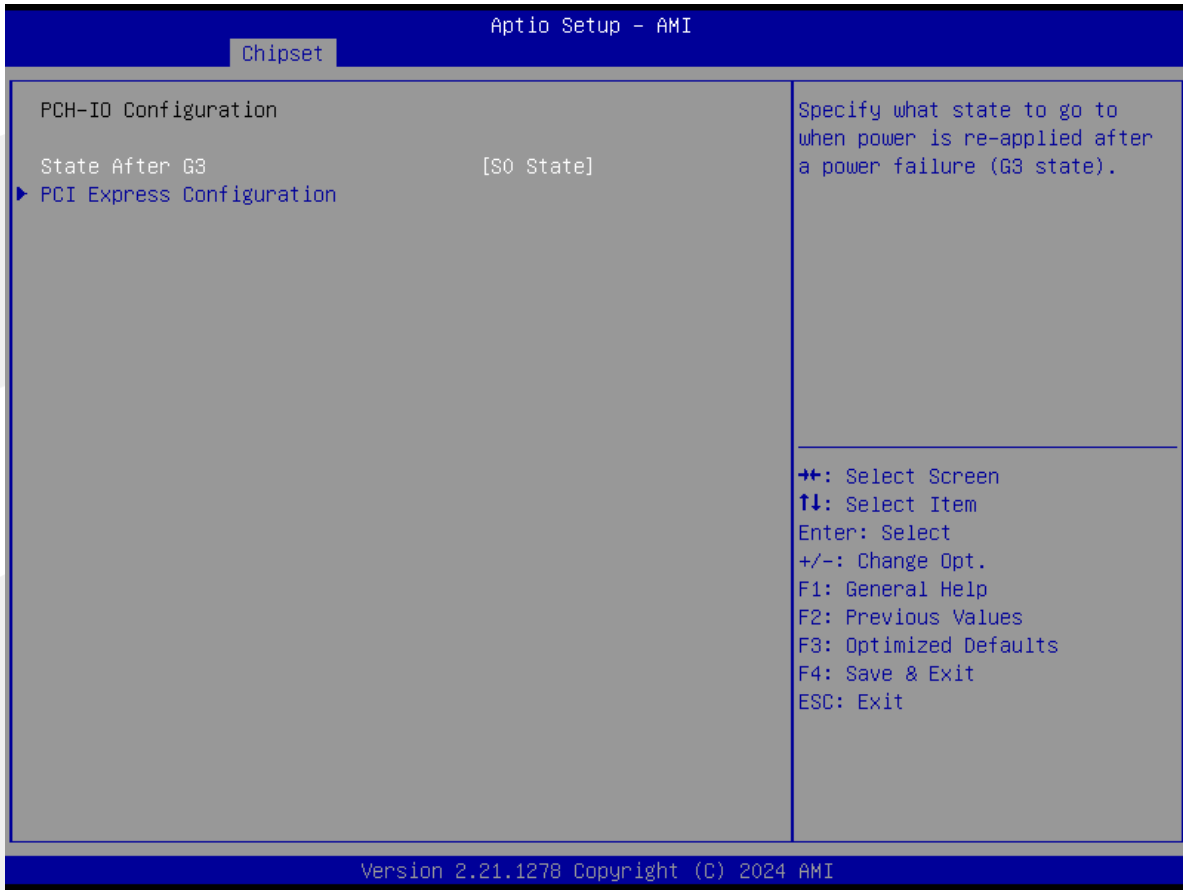 Aptio Setup – AMI
Chipset
PCH-IO Configuration
State After G3 [S0 State]
▶ PCI Express Configuration
Specify what state to go to
when power is re-applied after
a power failure (G3 state).
→←: Select Screen
↑↓: Select Item
Enter: Select
+/-: Change Opt.
F1: General Help
F2: Previous Values
F3: Optimized Defaults
F4: Save & Exit
ESC: Exit
Version 2.21.1278 Copyright (C) 2024 AMI